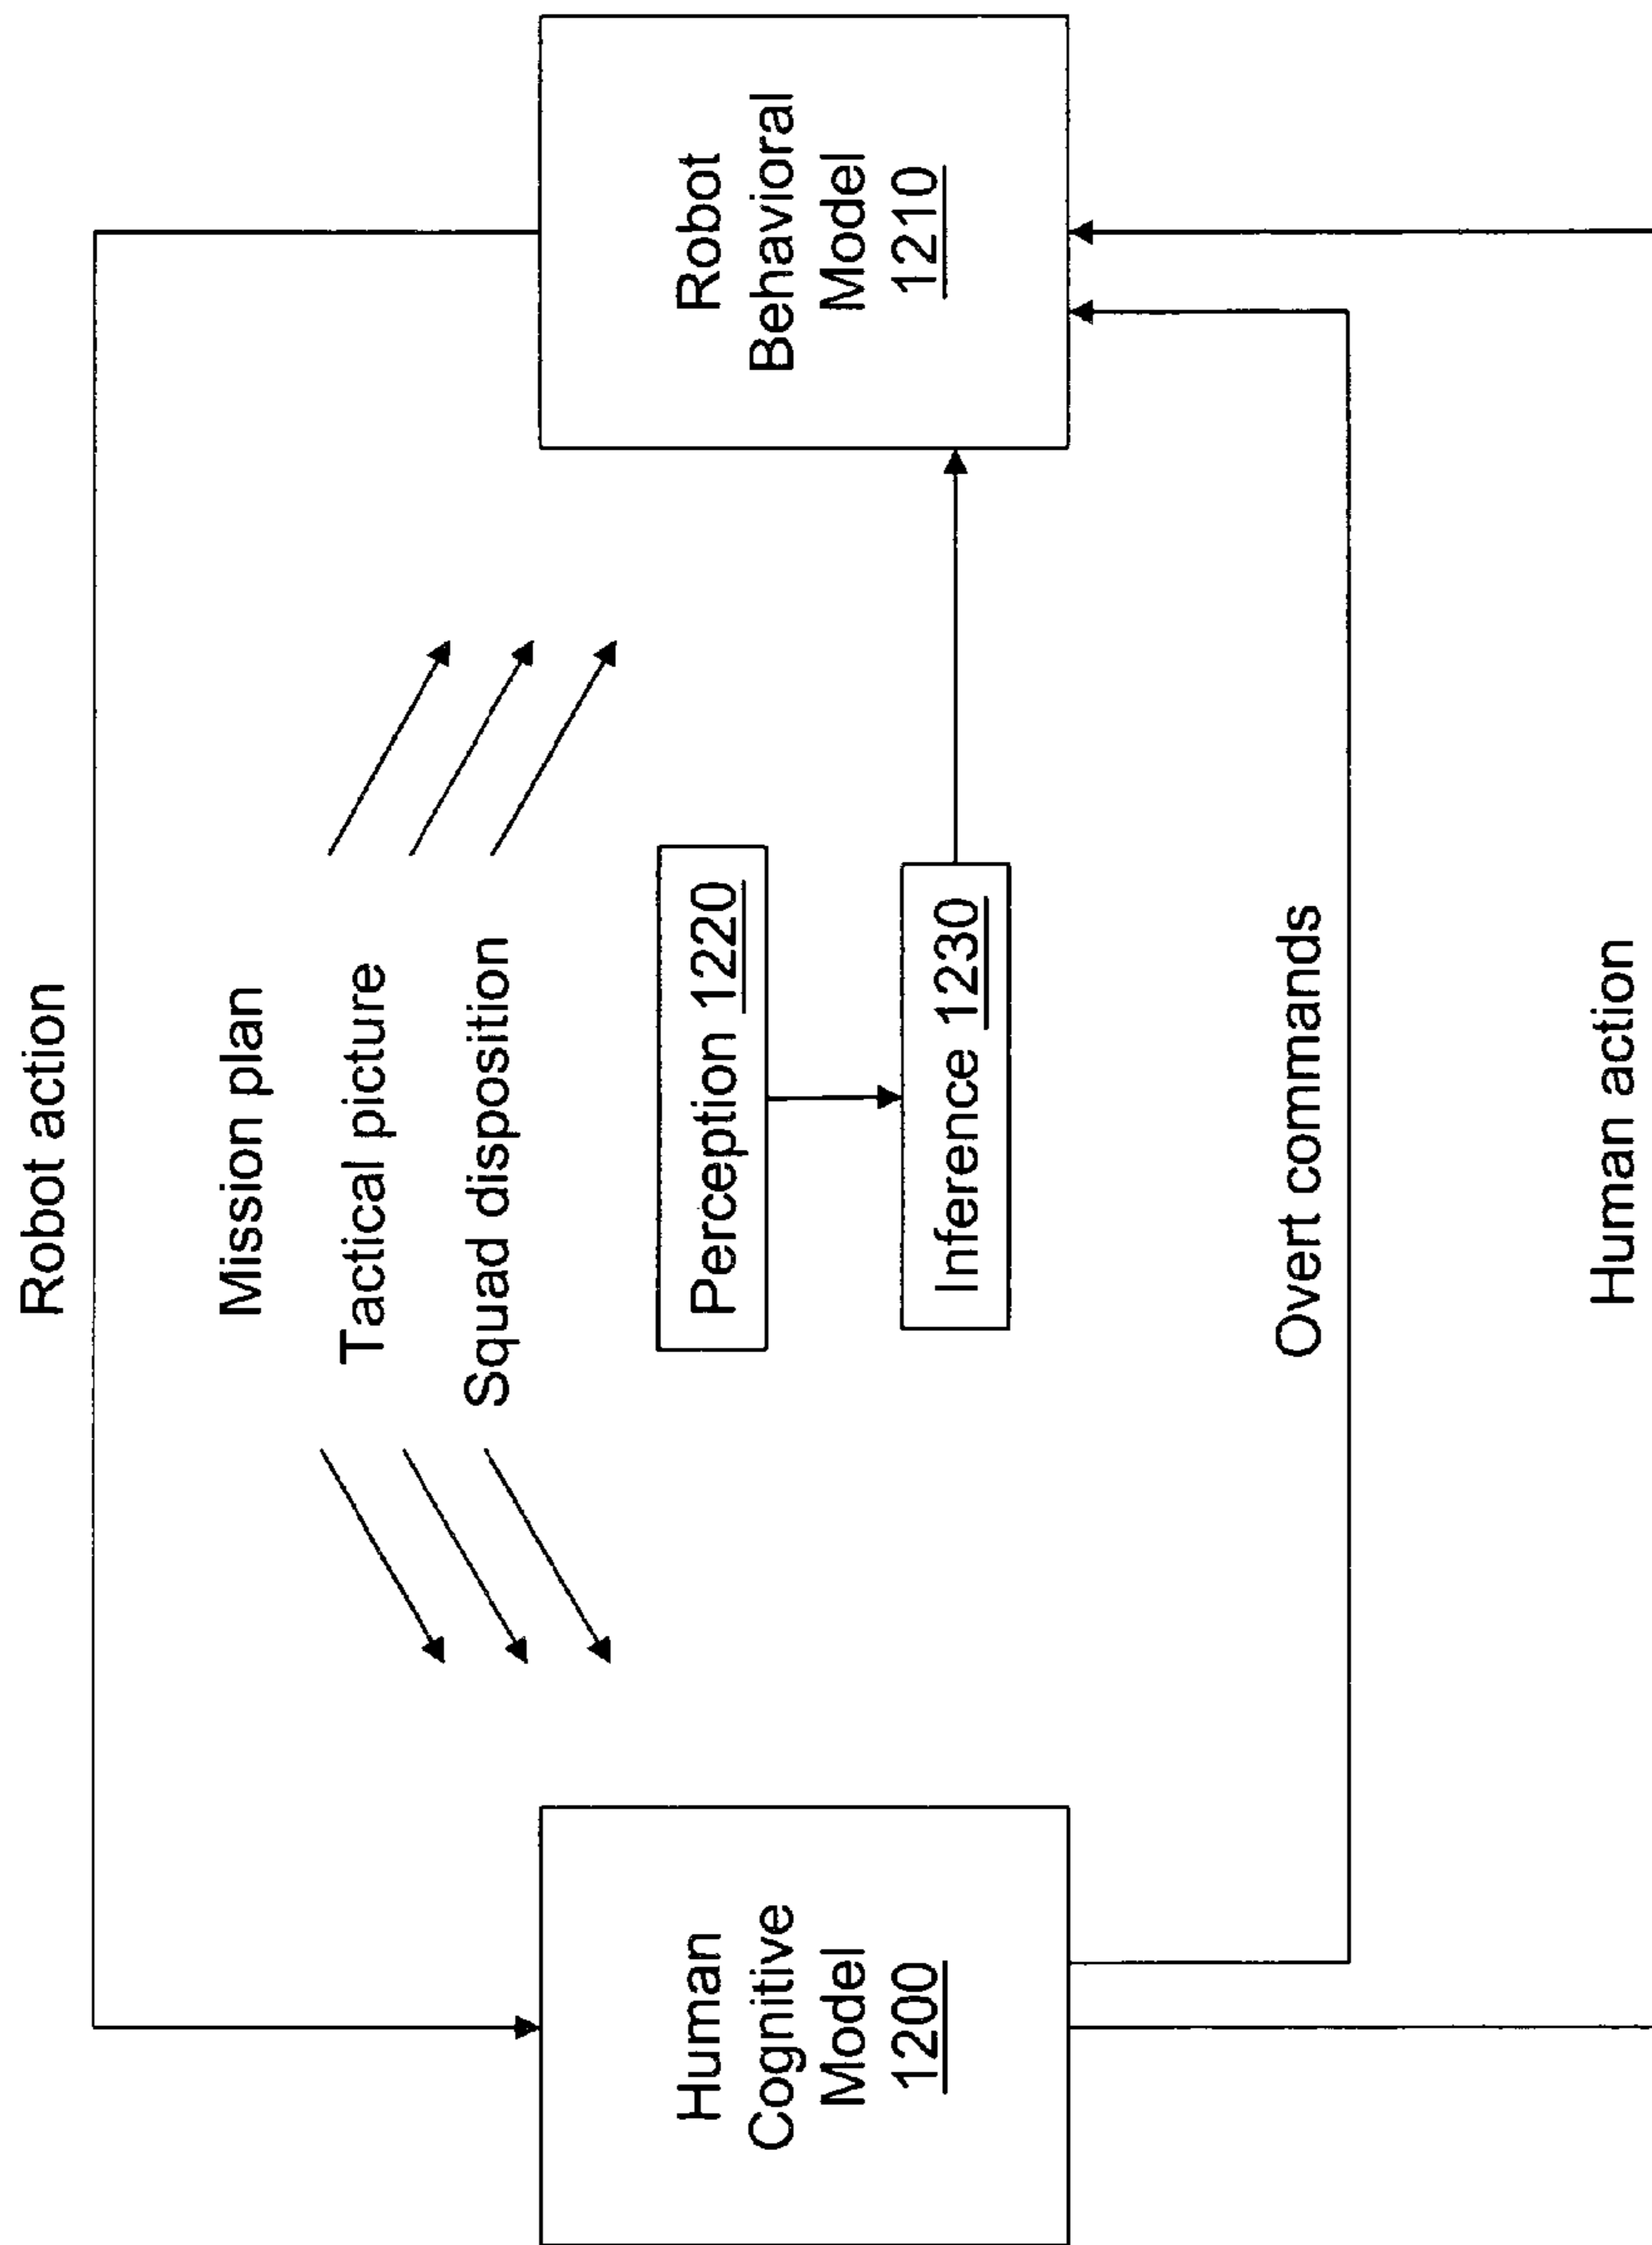 Robot action
Mission plan
Tactical picture
Squad disposition
Human
Cognitive
Model
1200
Perception 1220
Robot
Behavioral
Model
1210
Inference 1230
Overt commands
Human action